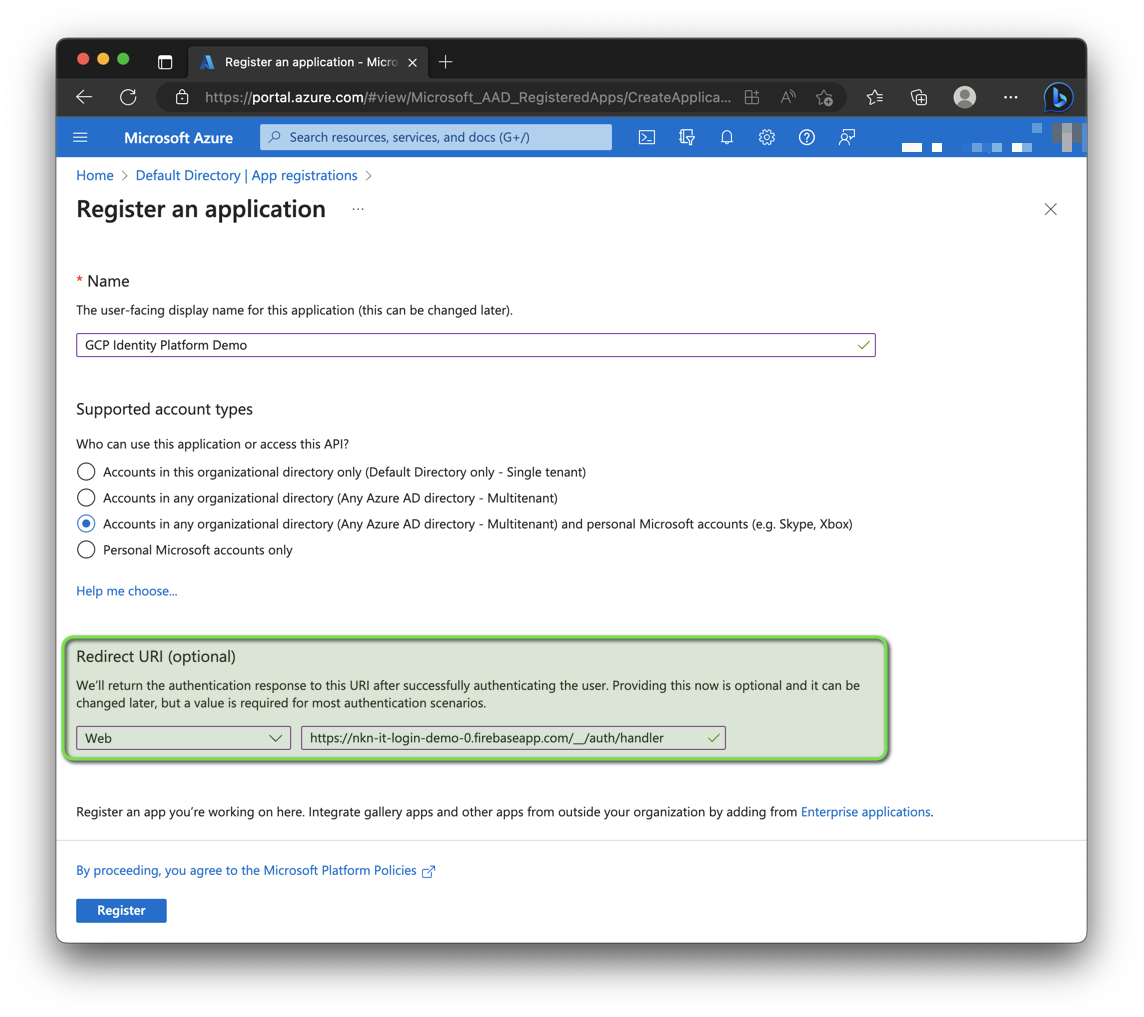 Register an application - Micro
https://portal.azure.com/#view/Microsoft_AAD_RegisteredApps/CreateApplica...
Microsoft Azure
Search resources, services, and docs (G+/)
Home > Default Directory | App registrations >
Register an application ...
* Name
The user-facing display name for this application (this can be changed later).
GCP Identity Platform Demo
Supported account types
Who can use this application or access this API?
Accounts in this organizational directory only (Default Directory only - Single tenant)
Accounts in any organizational directory (Any Azure AD directory - Multitenant)
Accounts in any organizational directory (Any Azure AD directory - Multitenant) and personal Microsoft accounts (e.g. Skype, Xbox)
Personal Microsoft accounts only
Help me choose...
Redirect URI (optional)
We'll return the authentication response to this URI after successfully authenticating the user. Providing this now is optional and it can be
changed later, but a value is required for most authentication scenarios.
Web
https://nkn-it-login-demo-0.firebaseapp.com/__/auth/handler
Register an app you're working on here. Integrate gallery apps and other apps from outside your organization by adding from Enterprise applications.
By proceeding, you agree to the Microsoft Platform Policies
Register